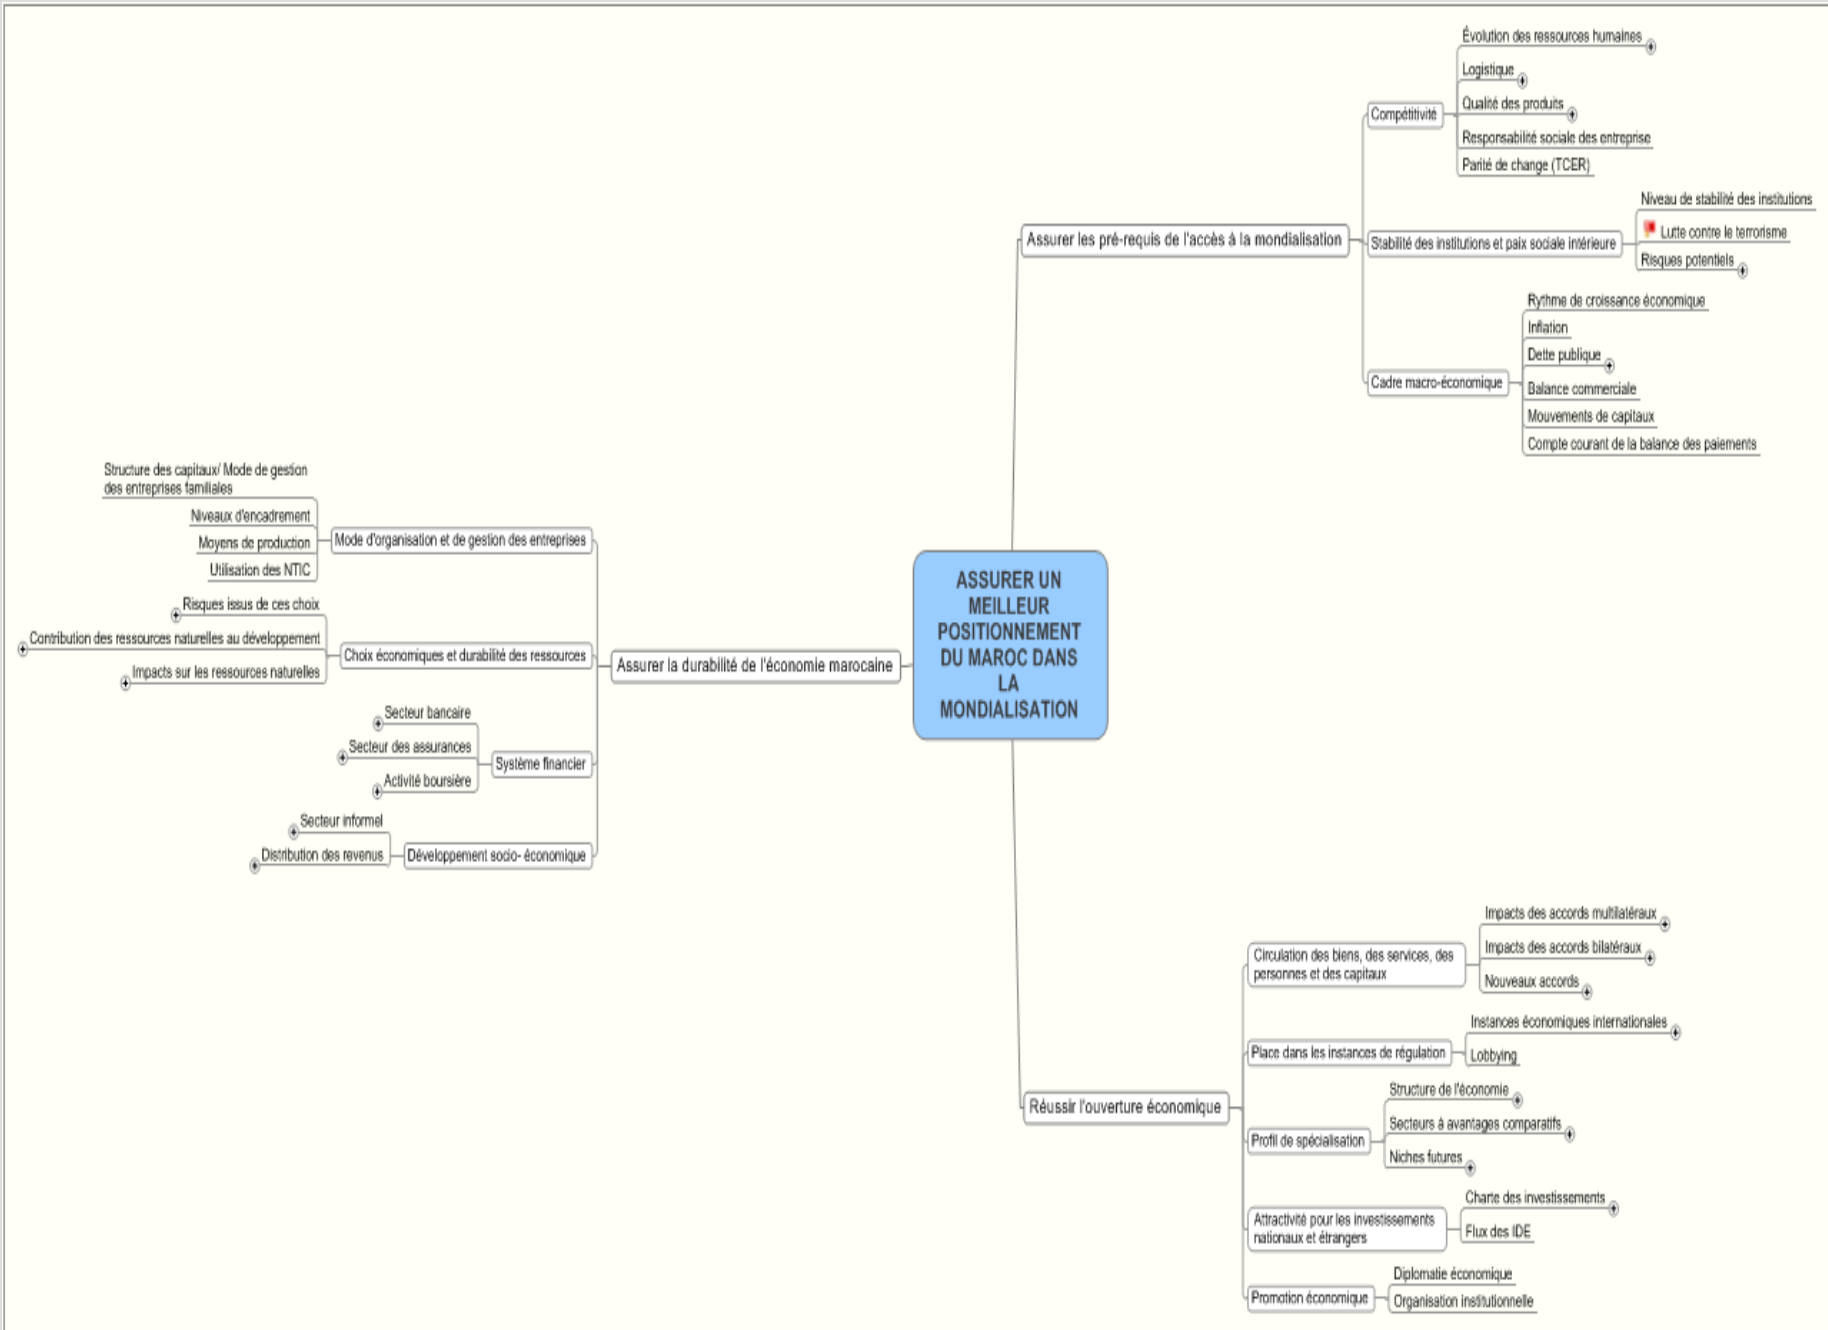 Évolution des ressources humaines
Logistique
Compétitivité
Qualité des produits
Responsabilité sociale des entreprise
Parité de change (TCER)
Assurer les pré-requis de l'accès à la mondialisation
Stabilité des institutions et paix sociale intérieure
Niveau de stabilité des institutions
Lutte contre le terrorisme
Risques potentiels
Cadre macro-économique
Rythme de croissance économique
Inflation
Dette publique
Balance commerciale
Mouvements de capitaux
Compte courant de la balance des paiements
Structure des capitaux/ Mode de gestion
des entreprises familiales
Niveaux d'encadrement
Moyens de production
Utilisation des NTIC
Mode d'organisation et de gestion des entreprises
Risques issus de ces choix
Contribution des ressources naturelles au développement
Impacts sur les ressources naturelles
Choix économiques et durabilité des ressources
Assurer la durabilité de l'économie marocaine
Secteur bancaire
Secteur des assurances
Activité boursière
Système financier
Secteur informel
Distribution des revenus
Développement socio- économique
ASSURER UN
MEILLEUR
POSITIONNEMENT
DU MAROC DANS
LA
MONDIALISATION
Réussir l'ouverture économique
Circulation des biens, des services, des
personnes et des capitaux
Impacts des accords multilatéraux
Impacts des accords bilatéraux
Nouveaux accords
Place dans les instances de régulation
Instances économiques internationales
Lobbying
Profil de spécialisation
Structure de l'économie
Secteurs à avantages comparatifs
Niches futures
Attractivité pour les investissements
nationaux et étrangers
Charte des investissements
Flux des IDE
Promotion économique
Diplomatie économique
Organisation institutionnelle